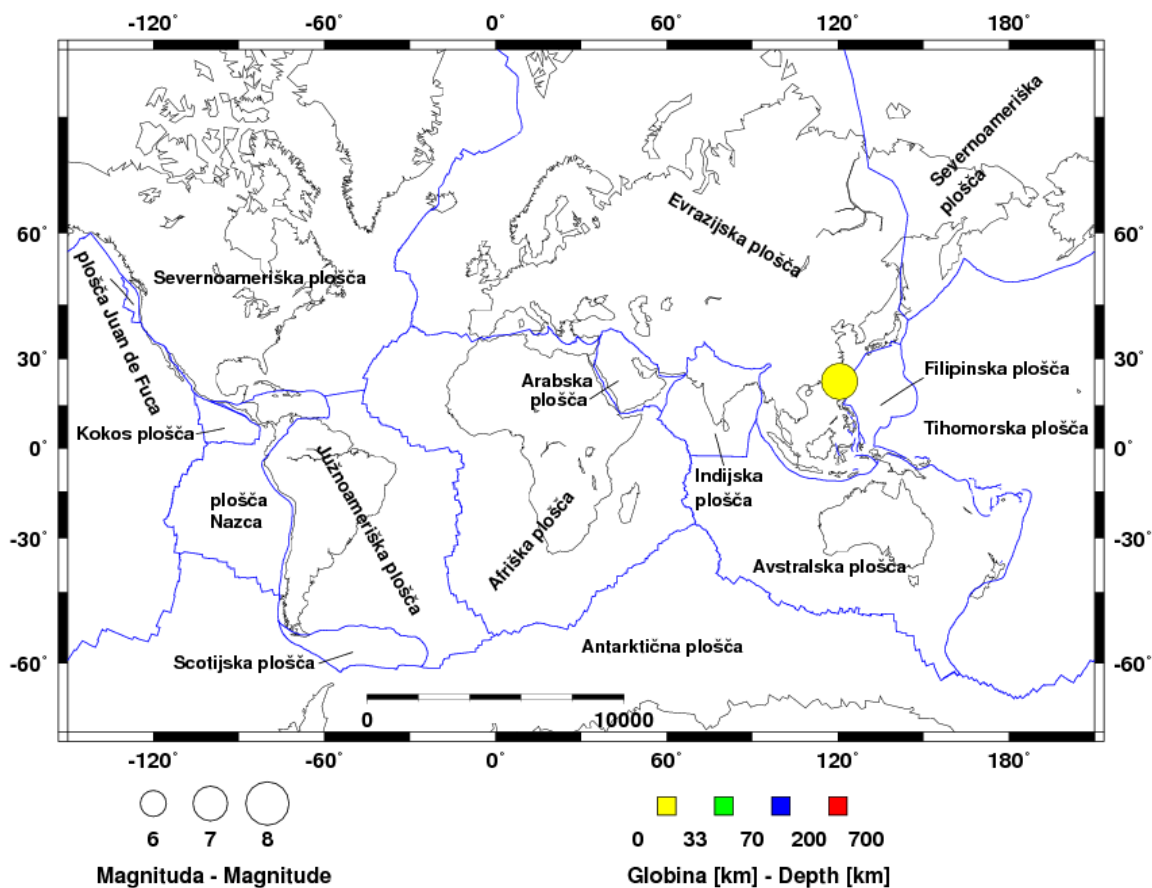 -120° -60° 0° 60° 120° 180°
Severnoameriška
plošča
Evrazijska plošča
60° 60°
Severnoameriška plošča
plošča Juan de Fuca
30° 30°
Filipinska plošča
Arabska
plošča
Kokos plošča
Tihomorska plošča
0° 0°
Južnoameriška plošča
Indijska
plošča
plošča
Nazca
Afriška plošča
-30° -30°
Avstralska plošča
Antarktična plošča
Scotijska plošča
-60° -60°
0 10000
-120° -60° 0° 60° 120° 180°
6 7 8
0 33 70 200 700
Magnituda - Magnitude
Globina [km] - Depth [km]